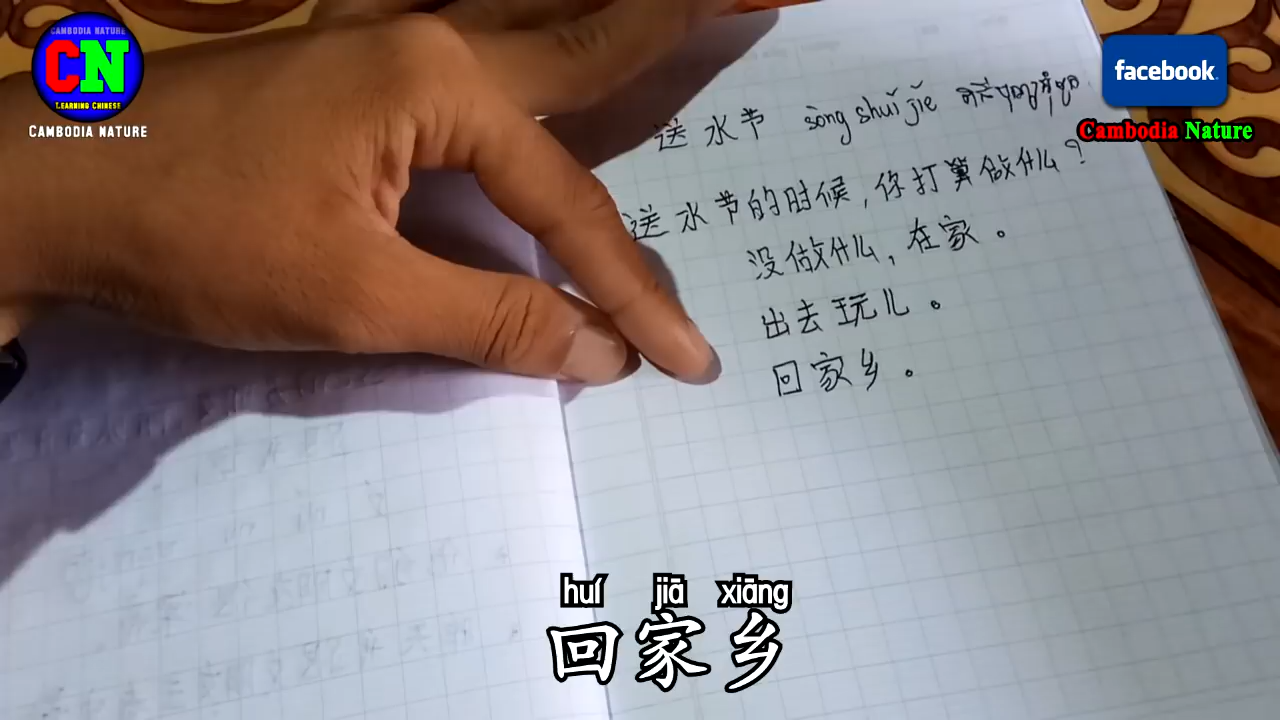 CAMBODIA NATURE
CN
LEARNING CHINESE
CAMBODIA NATURE
facebook
Cambodia Nature
送水节 sòng shuǐ jǐe
送水节的时候,你打算做什么?
没做什么,在家。
出去玩儿。
回家乡。
huí jiā xiāng
回家乡